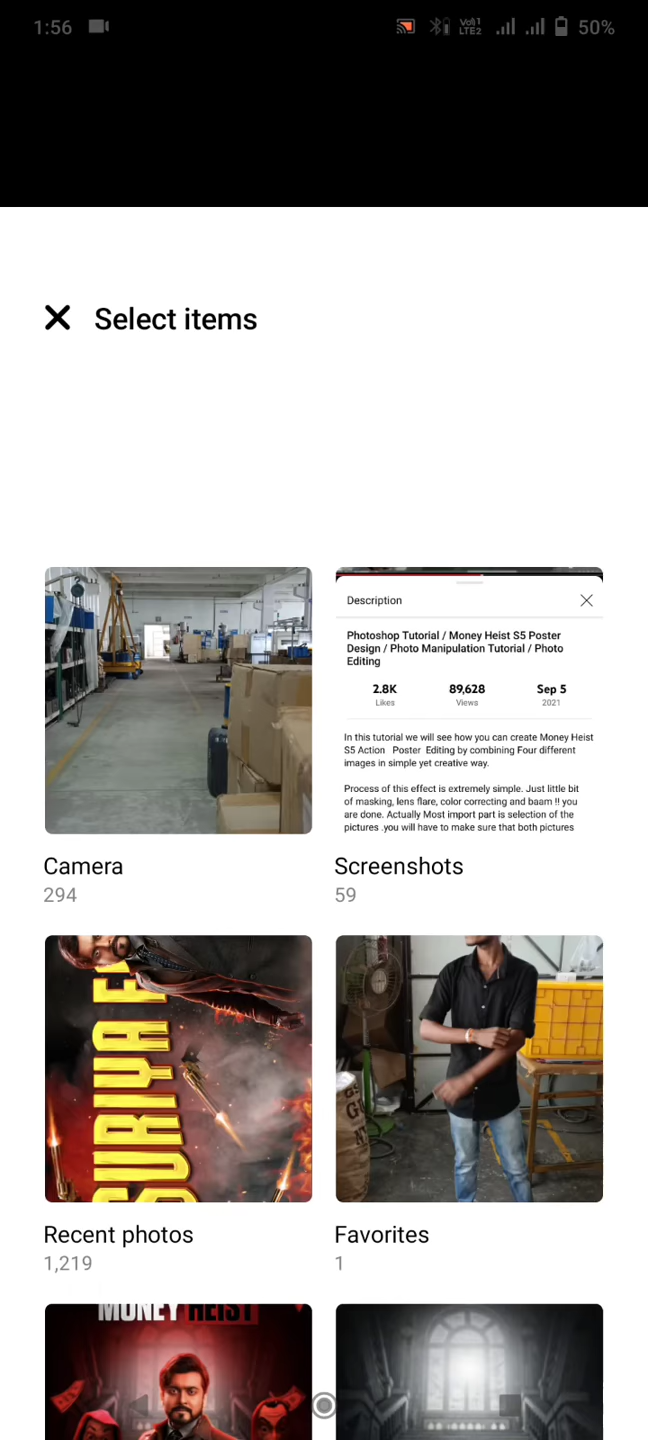 1:56
Vo)) 1
LTE2
50%
Select items
Description
Photoshop Tutorial / Money Heist S5 Poster
Design / Photo Manipulation Tutorial / Photo
Editing
2.8K
89,628
Sep 5
Likes
Views
2021
In this tutorial we will see how you can create Money Heist
S5 Action Poster Editing by combining Four different
images in simple yet creative way.
Process of this effect is extremely simple. Just little bit
of masking, lens flare, color correcting and baam !! you
are done. Actually Most import part is selection of the
pictures .you will have to make sure that both pictures
Camera
294
Screenshots
59
SURIYA
Recent photos
1,219
Favorites
1
MONEY HEIST